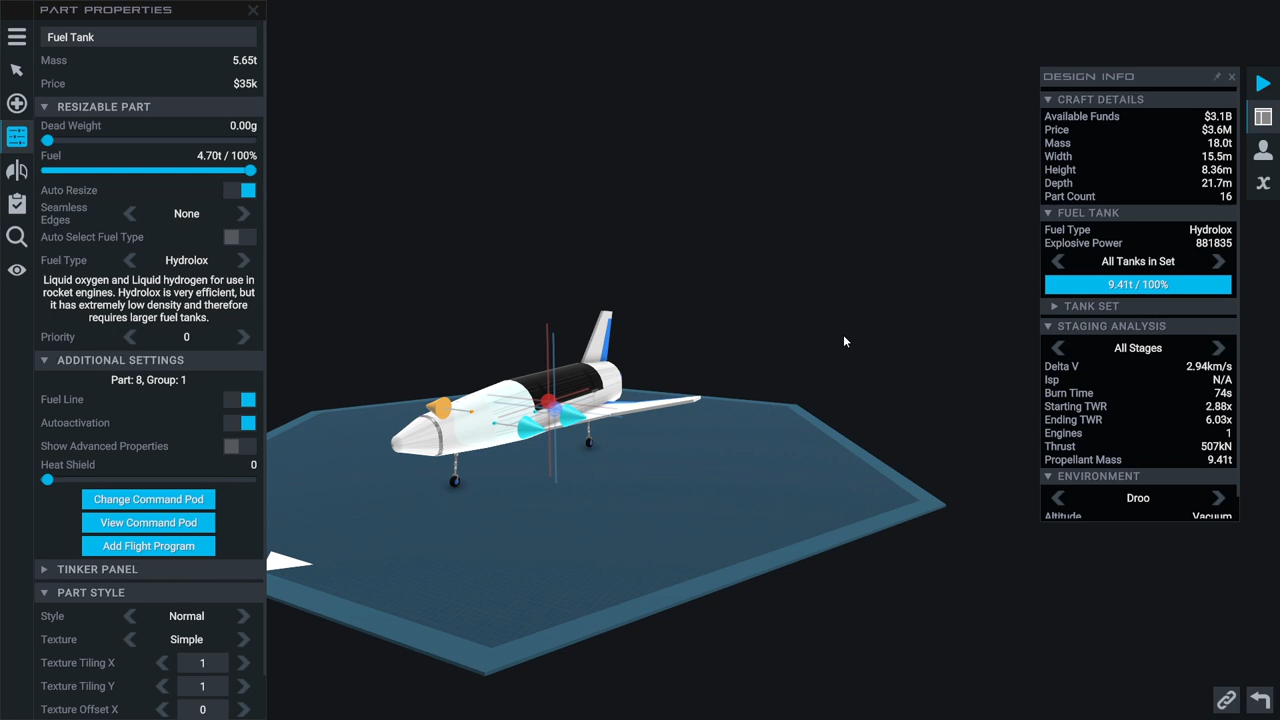 PART PROPERTIES
Fuel Tank
Mass 5.65t
Price $35k
RESIZABLE PART
Dead Weight 0.00g
Fuel 4.70t / 100%
Auto Resize
Seamless Edges None
Auto Select Fuel Type
Fuel Type Hydrolox
Liquid oxygen and Liquid hydrogen for use in
rocket engines. Hydrolox is very efficient, but
it has extremely low density and therefore
requires larger fuel tanks.
Priority 0
ADDITIONAL SETTINGS
Part: 8, Group: 1
Fuel Line
Autoactivation
Show Advanced Properties
Heat Shield 0
Change Command Pod
View Command Pod
Add Flight Program
TINKER PANEL
PART STYLE
Style Normal
Texture Simple
Texture Tiling X 1
Texture Tiling Y 1
Texture Offset X 0
DESIGN INFO
CRAFT DETAILS
Available Funds $3.1B
Price $3.6M
Mass 18.0t
Width 15.5m
Height 8.36m
Depth 21.7m
Part Count 16
FUEL TANK
Fuel Type Hydrolox
Explosive Power 881835
All Tanks in Set
9.41t / 100%
TANK SET
STAGING ANALYSIS
All Stages
Delta V 2.94km/s
Isp N/A
Burn Time 74s
Starting TWR 2.88x
Ending TWR 6.03x
Engines 1
Thrust 507kN
Propellant Mass 9.41t
ENVIRONMENT
Droo
Altitude Vacuum
x